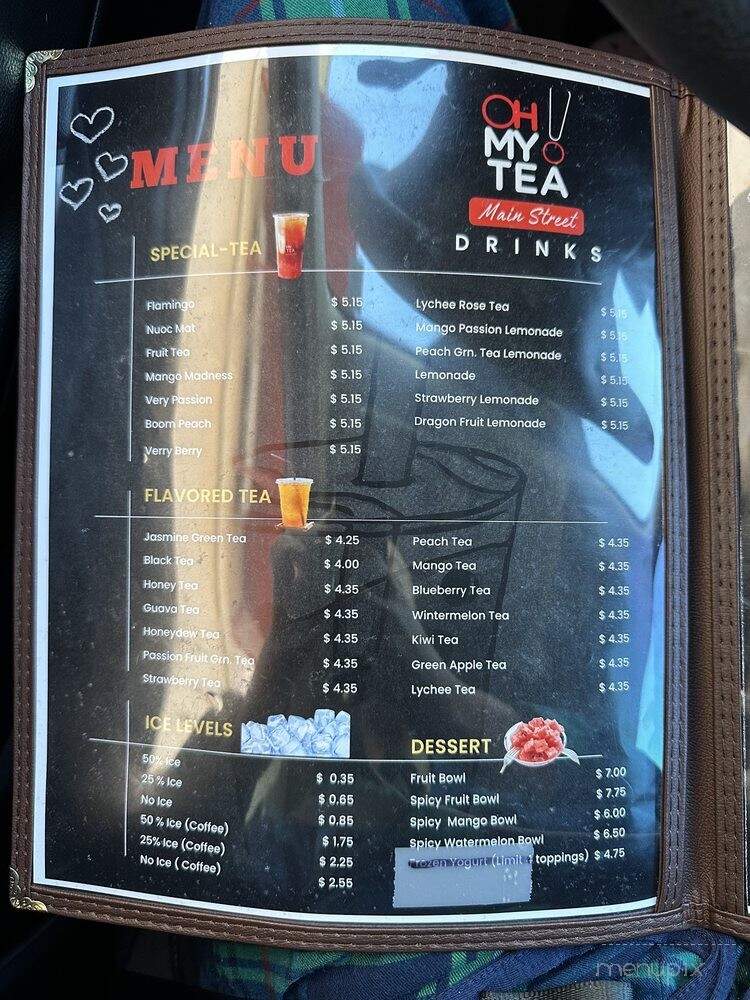 OH!
MY
TEA
Main Street
DRINKS
MENU
SPECIAL-TEA
Flamingo $ 5.15
Nuoc Mat $ 5.15
Fruit Tea $ 5.15
Mango Madness $ 5.15
Very Passion $ 5.15
Boom Peach $ 5.15
Verry Berry $ 5.15
Lychee Rose Tea $ 5.15
Mango Passion Lemonade $ 5.15
Peach Grn. Tea Lemonade $ 5.15
Lemonade $ 5.15
Strawberry Lemonade $ 5.15
Dragon Fruit Lemonade $ 5.15
FLAVORED TEA
Jasmine Green Tea $ 4.25
Black Tea $ 4.00
Honey Tea $ 4.35
Guava Tea $ 4.35
Honeydew Tea $ 4.35
Passion Fruit Grn. Tea $ 4.35
Strawberry Tea $ 4.35
Peach Tea $ 4.35
Mango Tea $ 4.35
Blueberry Tea $ 4.35
Wintermelon Tea $ 4.35
Kiwi Tea $ 4.35
Green Apple Tea $ 4.35
Lychee Tea $ 4.35
ICE LEVELS
50% Ice $ 0.35
25 % Ice $ 0.65
No Ice $ 0.85
50 % Ice (Coffee) $ 1.75
25% Ice (Coffee) $ 2.25
No Ice ( Coffee) $ 2.55
DESSERT
Fruit Bowl $ 7.00
Spicy Fruit Bowl $ 7.75
Spicy Mango Bowl $ 6.00
Spicy Watermelon Bowl $ 6.50
Frozen Yogurt (Limit toppings) $ 4.75
menupix